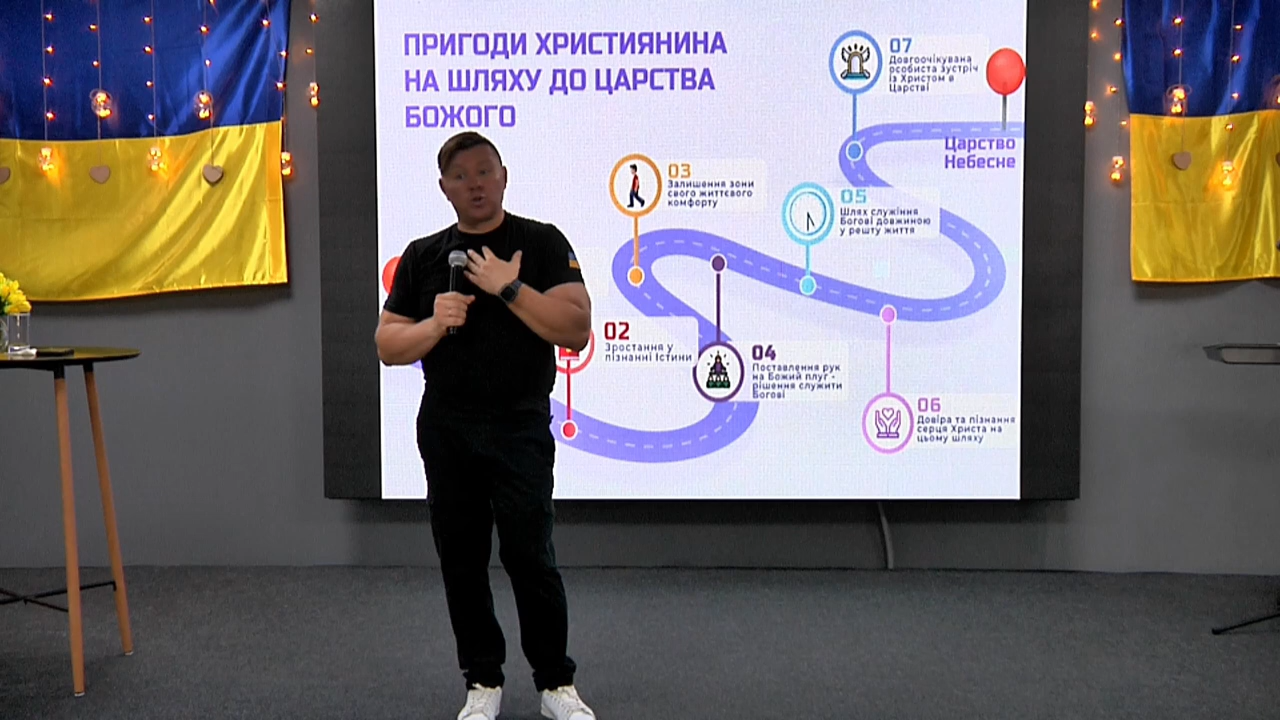 ПРИГОДИ ХРИСТИЯНИНА
НА ШЛЯХУ ДО ЦАРСТВА
БОЖОГО
07
Довгоочікувана
особиста зустріч
із Христом в
Царстві
Царство
Небесне
03
Залишення зони
свого життєвого
комфорту
05
Шлях служіння
Богові довжиною
у решту життя
02
Зростання у
пізнанні Істини
04
Поставлення рук
на Божий плуг -
рішення служити
Богові
06
Довіра та пізнання
серця Христа на
цьому шляху